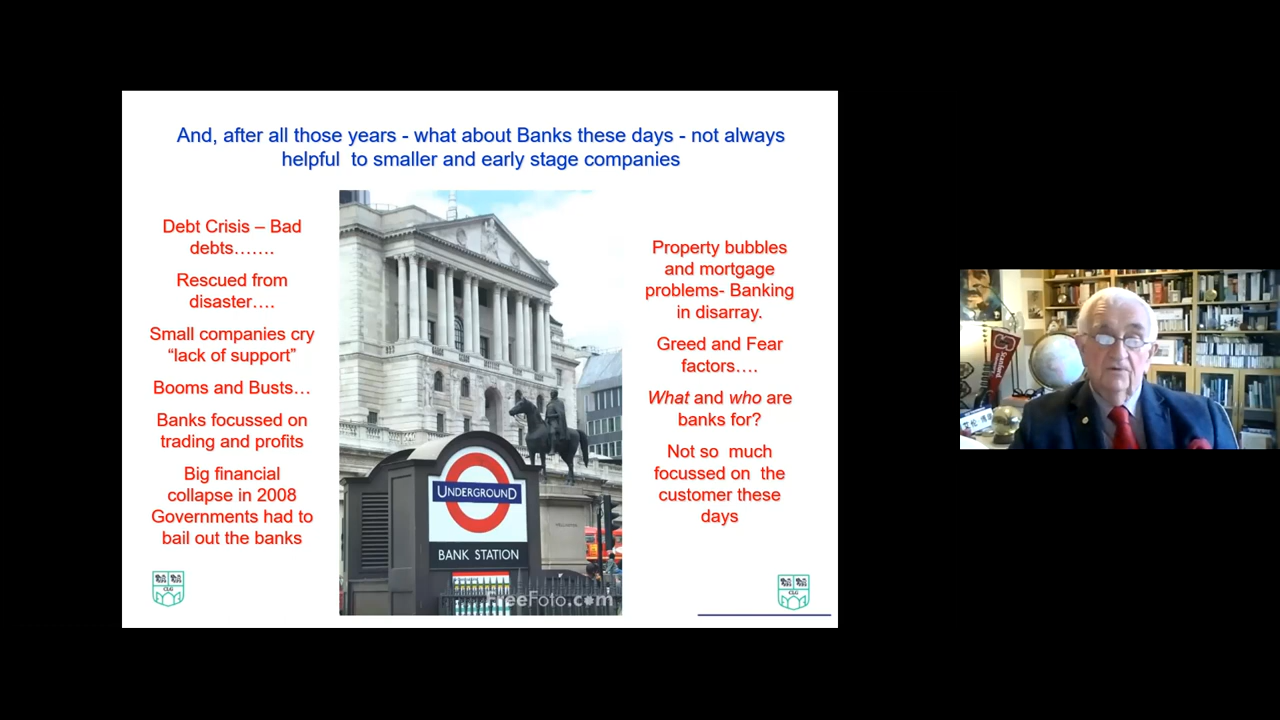 And, after all those years - what about Banks these days - not always
helpful to smaller and early stage companies
Debt Crisis – Bad
debts…….
Rescued from
disaster….
Small companies cry
“lack of support”
Booms and Busts…
Banks focussed on
trading and profits
Big financial
collapse in 2008
Governments had to
bail out the banks
UNDERGROUND
BANK STATION
FreeFoto.com
Property bubbles
and mortgage
problems- Banking
in disarray.
Greed and Fear
factors….
What and who are
banks for?
Not so much
focussed on the
customer these
days
CLG
CLG
Stanford